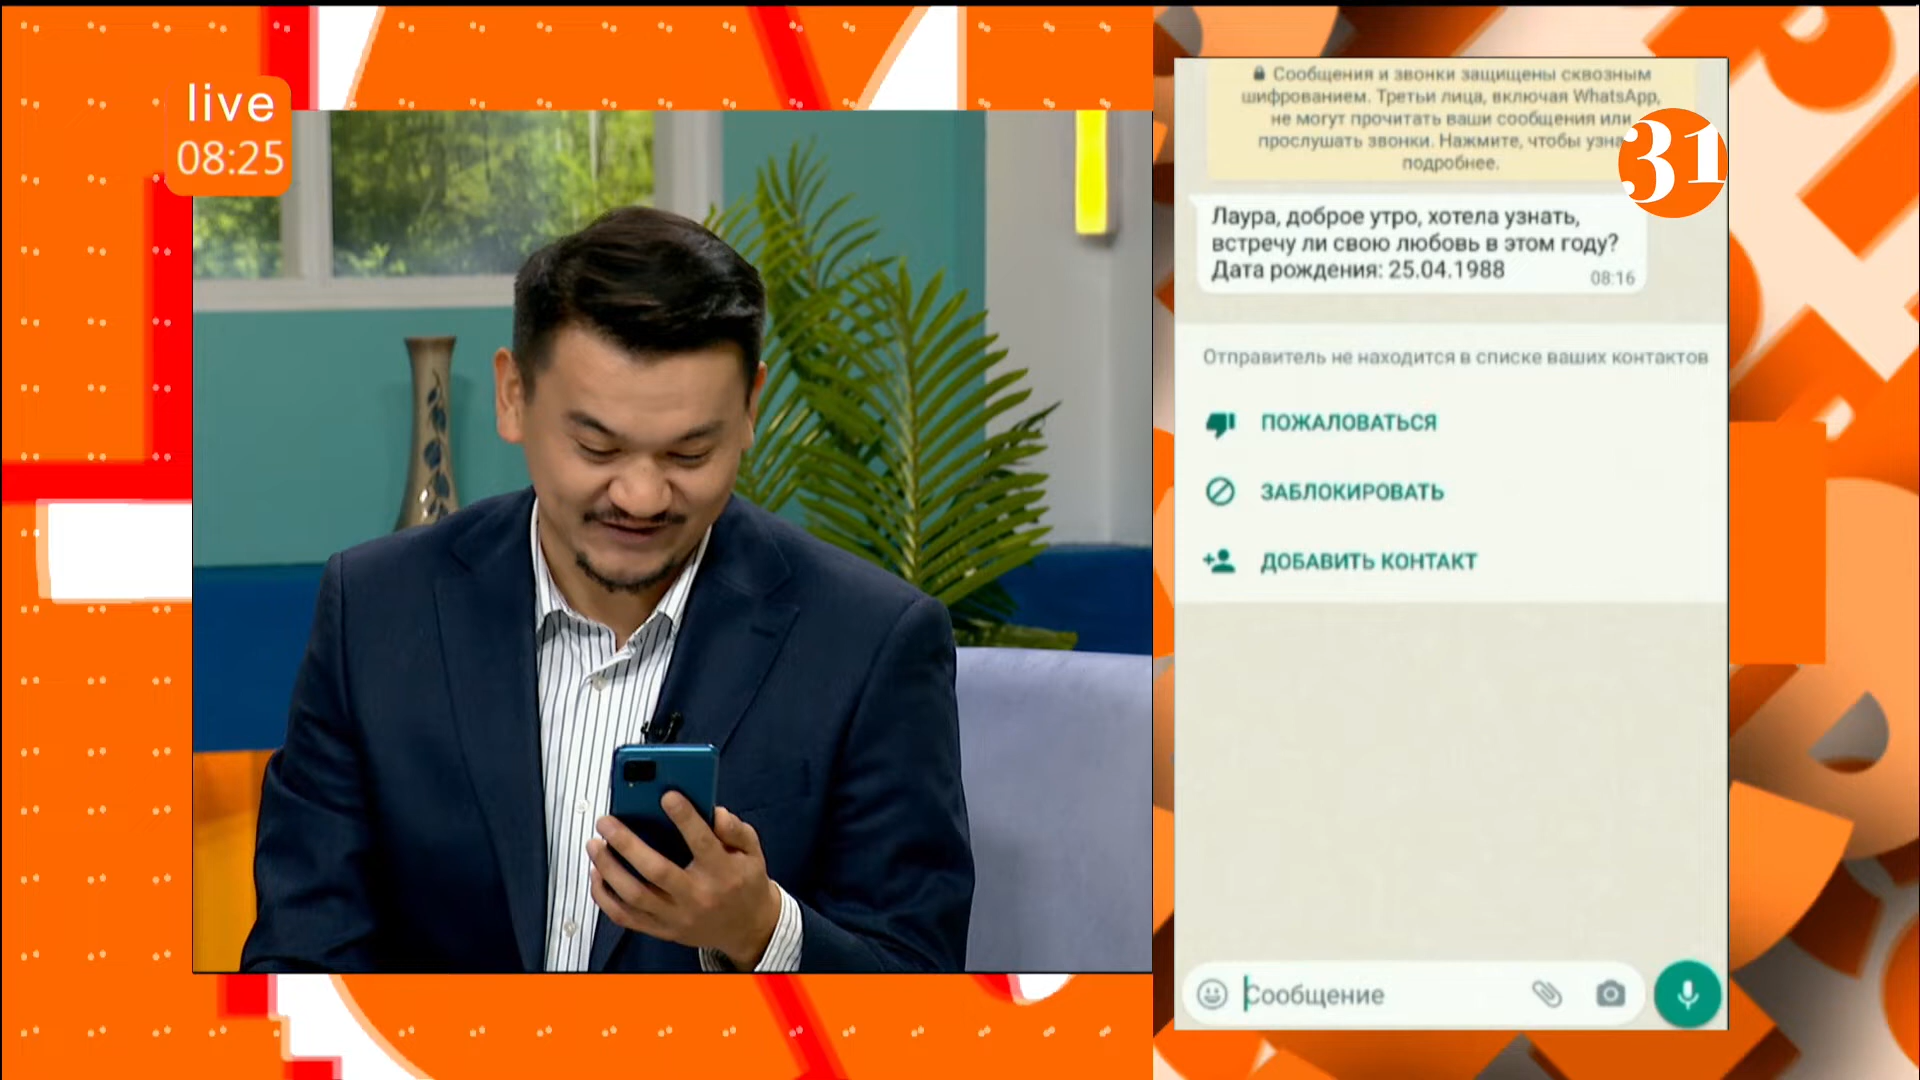 live
08:25
Сообщения и звонки защищены сквозным
шифрованием. Третьи лица, включая WhatsApp,
не могут прочитать ваши сообщения или
прослушать звонки. Нажмите, чтобы
подробнее.
31
Лаура, доброе утро, хотела узнать,
встречу ли свою любовь в этом году?
Дата рождения: 25.04.1988
08:16
Отправитель не находится в списке ваших контактов
ПОЖАЛОВАТЬСЯ
ЗАБЛОКИРОВАТЬ
ДОБАВИТЬ КОНТАКТ
Сообщение